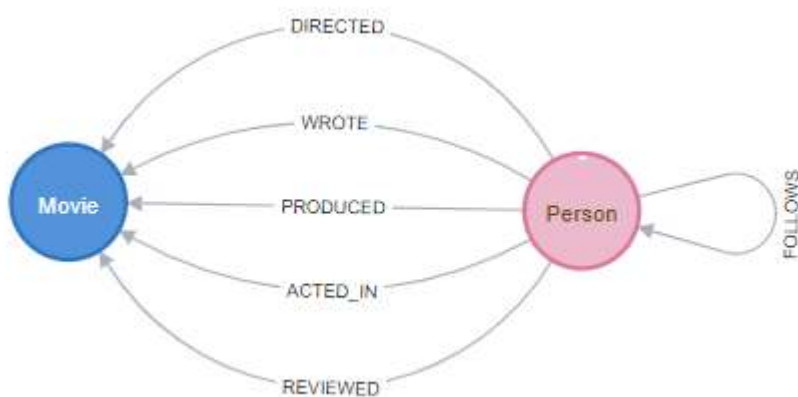 DIRECTED
WROTE
Movie
PRODUCED
Person
FOLLOWS
ACTED_IN
REVIEWED